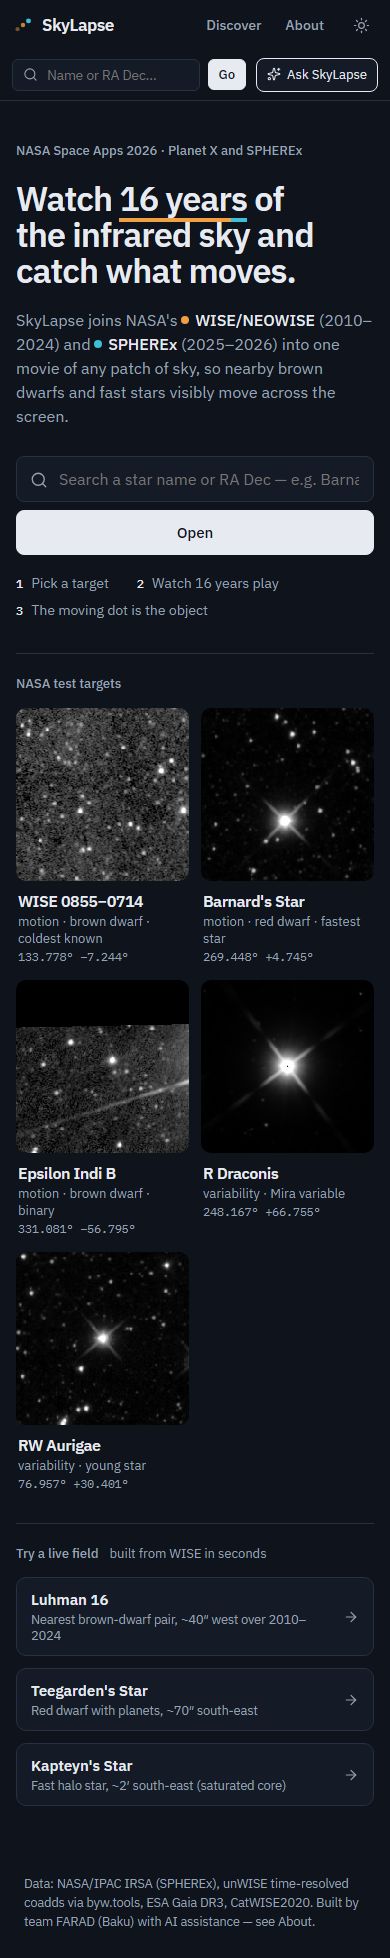 SkyLapse
Discover
About
Name or RA Dec...
Go
Ask SkyLapse
NASA Space Apps 2026 · Planet X and SPHEREx
Watch 16 years of
the infrared sky and
catch what moves.
SkyLapse joins NASA's WISE/NEOWISE (2010–
2024) and SPHEREx (2025–2026) into one
movie of any patch of sky, so nearby brown
dwarfs and fast stars visibly move across the
screen.
Search a star name or RA Dec — e.g. Barna
Open
1 Pick a target 2 Watch 16 years play
3 The moving dot is the object
NASA test targets
WISE 0855−0714
motion · brown dwarf ·
coldest known
133.778° −7.244°
Barnard's Star
motion · red dwarf · fastest
star
269.448° +4.745°
Epsilon Indi B
motion · brown dwarf ·
binary
331.081° −56.795°
R Draconis
variability · Mira variable
248.167° +66.755°
RW Aurigae
variability · young star
76.957° +30.401°
Try a live field built from WISE in seconds
Luhman 16
Nearest brown-dwarf pair, ~40″ west over 2010–
2024
Teegarden's Star
Red dwarf with planets, ~70″ south-east
Kapteyn's Star
Fast halo star, ~2′ south-east (saturated core)
Data: NASA/IPAC IRSA (SPHEREx), unWISE time-resolved
coadds via byw.tools, ESA Gaia DR3, CatWISE2020. Built by
team FARAD (Baku) with AI assistance — see About.